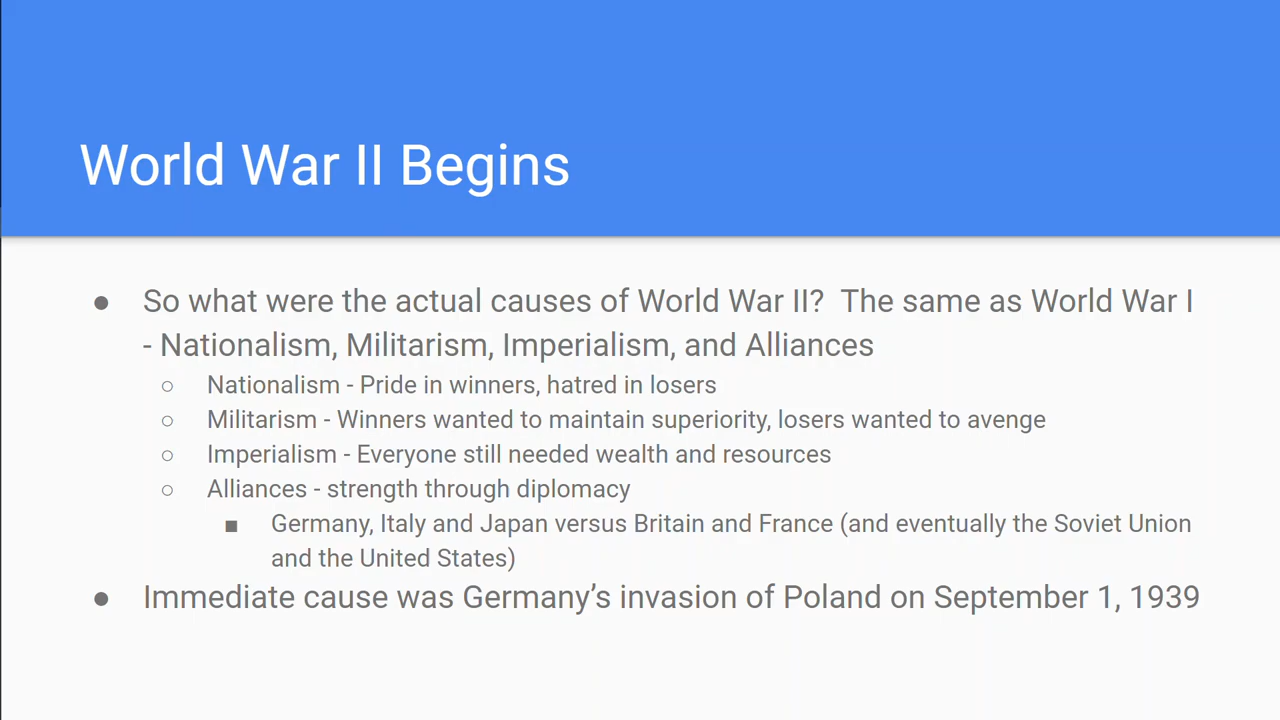 World War II Begins
● So what were the actual causes of World War II?  The same as World War I
- Nationalism, Militarism, Imperialism, and Alliances
○ Nationalism - Pride in winners, hatred in losers
○ Militarism - Winners wanted to maintain superiority, losers wanted to avenge
○ Imperialism - Everyone still needed wealth and resources
○ Alliances - strength through diplomacy
■ Germany, Italy and Japan versus Britain and France (and eventually the Soviet Union
and the United States)
● Immediate cause was Germany’s invasion of Poland on September 1, 1939